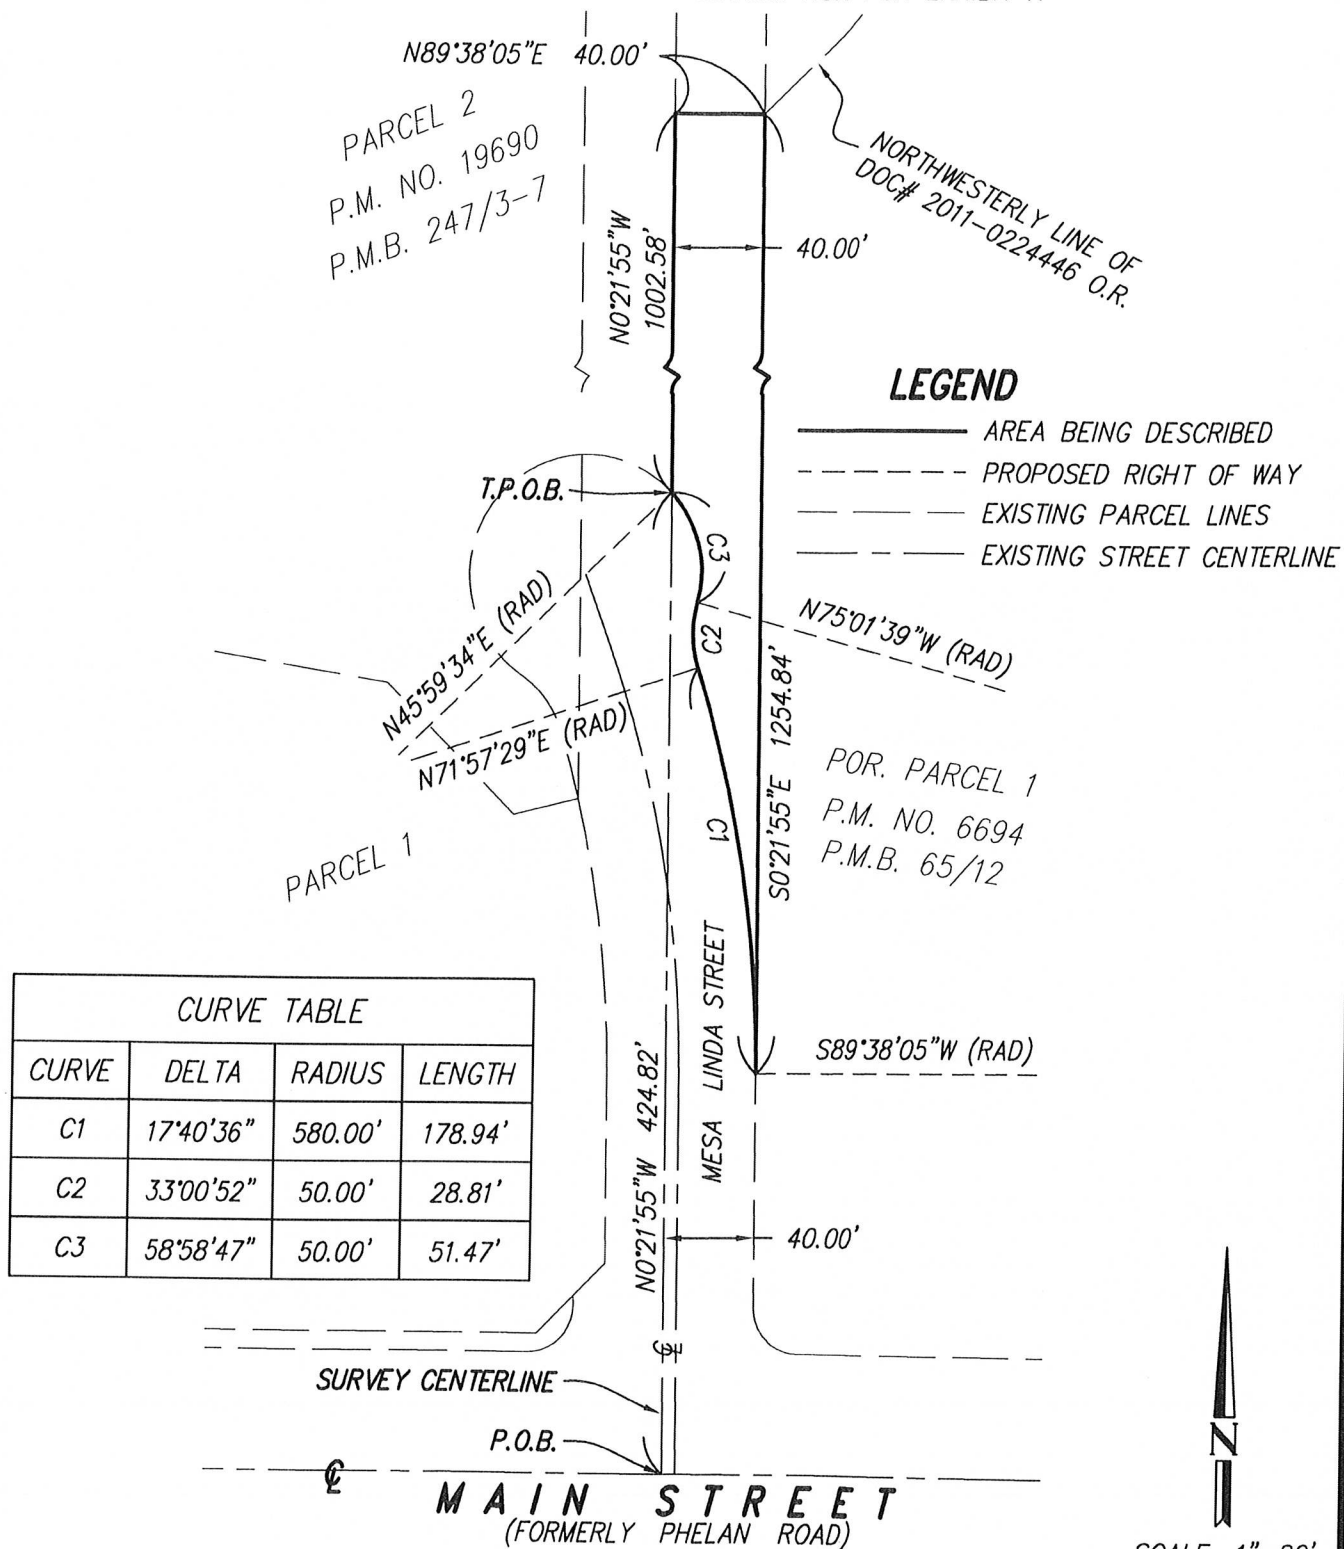 N89°38'05"E 40.00'
PARCEL 2
P.M. NO. 19690
P.M.B. 247/3-7
NORTHWESTERLY LINE OF
DOC# 2011-0224446 O.R.
N0°21'55"W
1002.58'
40.00'
LEGEND
AREA BEING DESCRIBED
PROPOSED RIGHT OF WAY
EXISTING PARCEL LINES
EXISTING STREET CENTERLINE
T.P.O.B.
C3
N45°59'34"E (RAD)
C2
N75°01'39"W (RAD)
N71°57'29"E (RAD)
S0°21'55"E 1254.84'
POR. PARCEL 1
P.M. NO. 6694
P.M.B. 65/12
C1
PARCEL 1
MESA LINDA STREET
CURVE TABLE
CURVE DELTA RADIUS LENGTH
C1 17°40'36" 580.00' 178.94'
C2 33°00'52" 50.00' 28.81'
C3 58°58'47" 50.00' 51.47'
S89°38'05"W (RAD)
N0°21'55"W 424.82'
40.00'
SURVEY CENTERLINE
P.O.B.
N
MAIN STREET
(FORMERLY PHELAN ROAD)